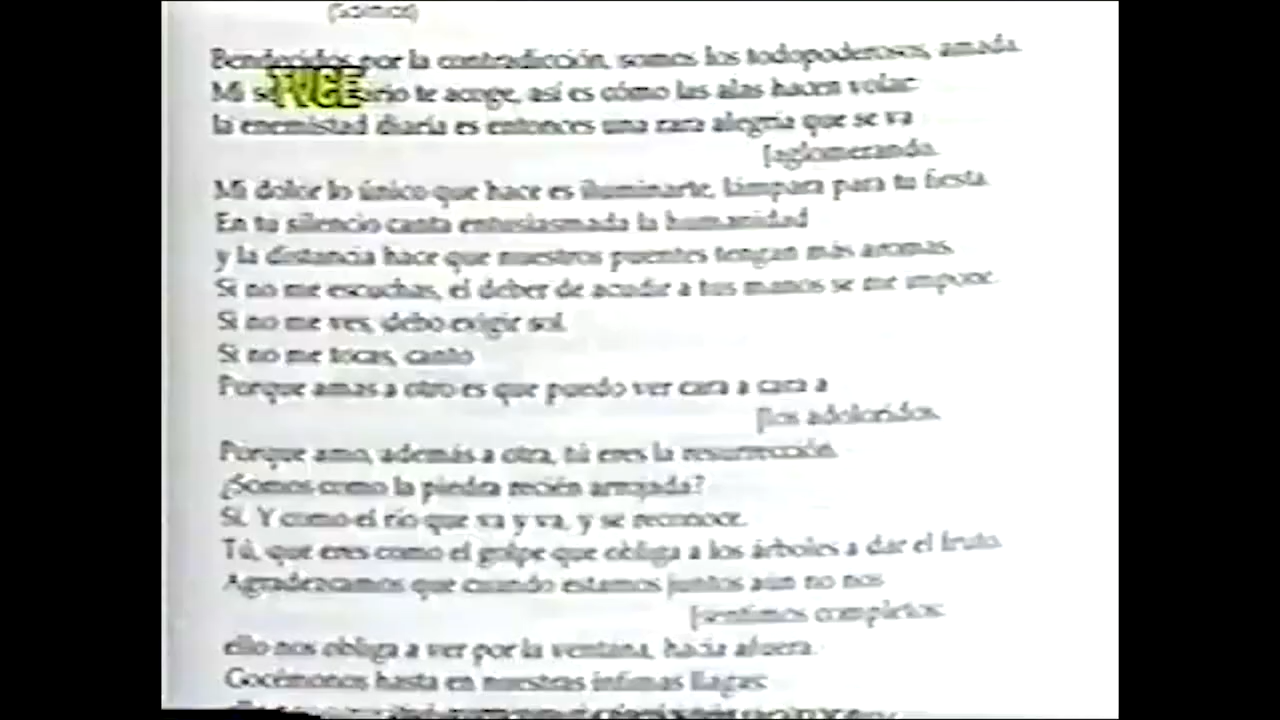 (Somos)
Bendecidos por la contradicción, somos los todopoderosos, amada.
Mi te acoge, así es cómo las alas hacen volar:
la enemistad diaria es entonces una rara alegría que se va
[aglomerando.
Mi dolor lo único que hace es iluminarte, lámpara para tu fiesta.
En tu silencio canta entusiasmada la humanidad
y la distancia hace que nuestros puentes tengan más aromas.
Si no me escuchas, el deber de acudir a tus manos se me impone.
Si no me ves, debo exigir sol.
Si no me tocas, canto.
Porque amas a otro es que puedo ver cara a cara a
[los adoloridos.
Porque amo, además a otra, tú eres la resurrección.
¿Somos como la piedra recién arrojada?
Sí. Y como el río que va y va, y se reconoce.
Tú, que eres como el golpe que obliga a los árboles a dar el fruto.
Agradezcamos que cuando estamos juntos aún no nos
[sentimos completos:
ello nos obliga a ver por la ventana, hacia afuera.
Gocémonos hasta en nuestras ínfimas llagas: